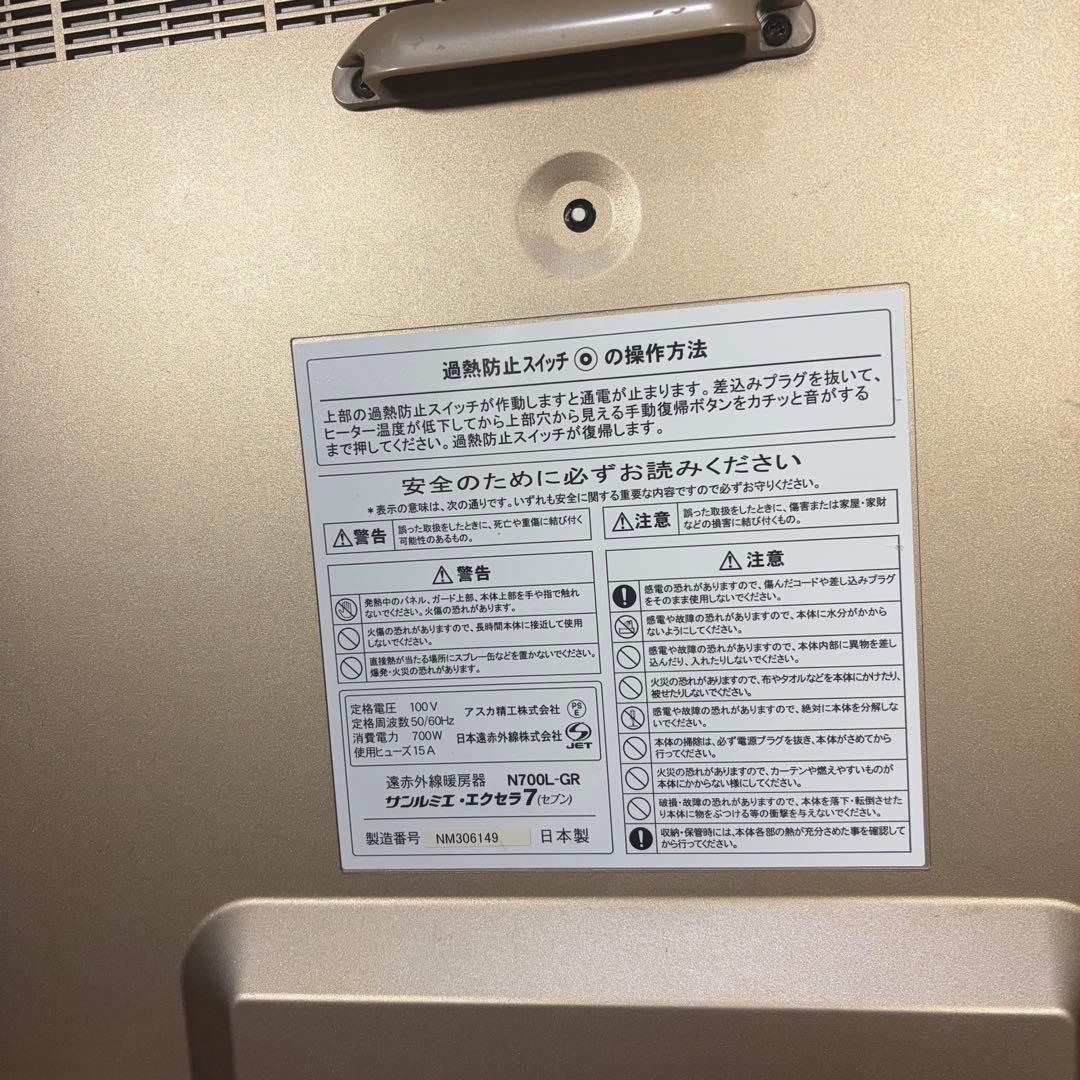 過熱防止スイッチ◎の操作方法
上部の過熱防止スイッチが作動しますと通電が止まります。差込みプラグを抜いて、
ヒーター温度が低下してから上部穴から見える手動復帰ボタンをカチッと音がする
まで押してください。過熱防止スイッチが復帰します。
安全のために必ずお読みください
*表示の意味は、次の通りです。いずれも安全に関する重要な内容ですので必ずお守りください。
⚠警告
誤った取扱をしたときに、死亡や重傷に結び付く
可能性のあるもの。
⚠注意
誤った取扱をしたときに、傷害または家屋・家財
などの損害に結び付くもの。
⚠警告
発熱中のパネル、ガード上部、本体上部を手や指で触れ
ないでください。火傷の恐れがあります。
火傷の恐れがありますので、長時間本体に接近して使用
しないでください。
直接熱が当たる場所にスプレー缶などを置かないでください。
爆発・火災の恐れがあります。
⚠注意
感電の恐れがありますので、傷んだコードや差し込みプラグ
をそのまま使用しないでください。
感電や故障の恐れがありますので、本体に水分がかから
ないようにしてください。
感電や故障の恐れがありますので、本体内部に異物を差し
込んだり、入れたりしないでください。
火災の恐れがありますので、布やタオルなどを本体にかけたり、
被せたりしないでください。
感電や故障の恐れがありますので、絶対に本体を分解しな
いでください。
本体の掃除は、必ず電源プラグを抜き、本体がさめてから
行ってください。
火災の恐れがありますので、カーテンや燃えやすいものが
本体にかからない様にしてください。
破損・故障の恐れがありますので、本体を落下・転倒させた
り本体に物をぶつける等の衝撃を与えないでください。
収納・保管時には、本体各部の熱が充分さめた事を確認して
から行ってください。
定格電圧 100V
定格周波数 50/60Hz
消費電力 700W
使用ヒューズ 15A
アスカ精工株式会社 PSE
日本遠赤外線株式会社 S JET
遠赤外線暖房器 N700L-GR
サンルミエ・エクセラ7(セブン)
製造番号 NM306149 日本製